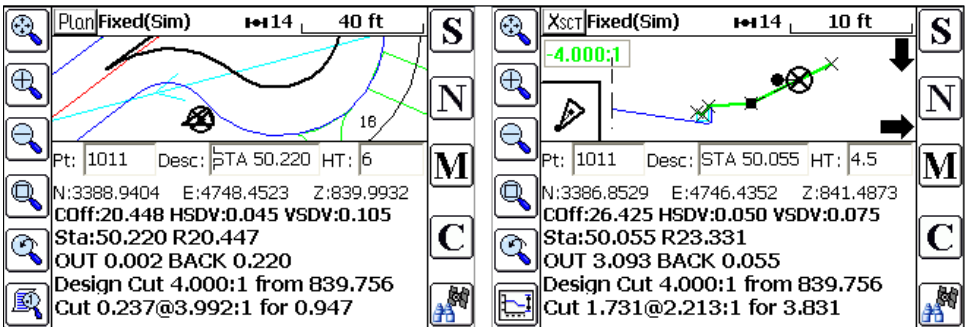 Plan Fixed(Sim) 14 40 ft S
18
N
Pt: 1011 Desc: STA 50.220 HT: 6
M
N:3388.9404 E:4748.4523 Z:839.9932
COff:20.448 HSDV:0.045 VSDV:0.105
Sta:50.220 R20.447
C
OUT 0.002 BACK 0.220
Design Cut 4.000:1 from 839.756
Cut 0.237@3.992:1 for 0.947
Xsct Fixed(Sim) 14 10 ft S
-4.000:1
N
Pt: 1011 Desc: STA 50.055 HT: 4.5
M
N:3386.8529 E:4746.4352 Z:841.4873
COff:26.425 HSDV:0.050 VSDV:0.075
Sta:50.055 R23.331
C
OUT 3.093 BACK 0.055
Design Cut 4.000:1 from 839.756
Cut 1.731@2.213:1 for 3.831